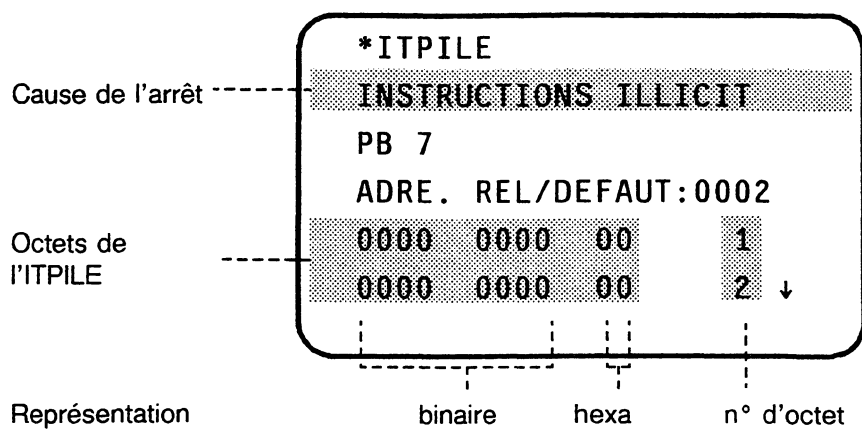 *ITPILE
Cause de l'arrêt
INSTRUCTIONS ILLICIT
PB 7
ADRE. REL/DEFAUT:0002
Octets de
l'ITPILE
0000 0000 00 1
0000 0000 00 2 ↓
Représentation binaire hexa n° d'octet